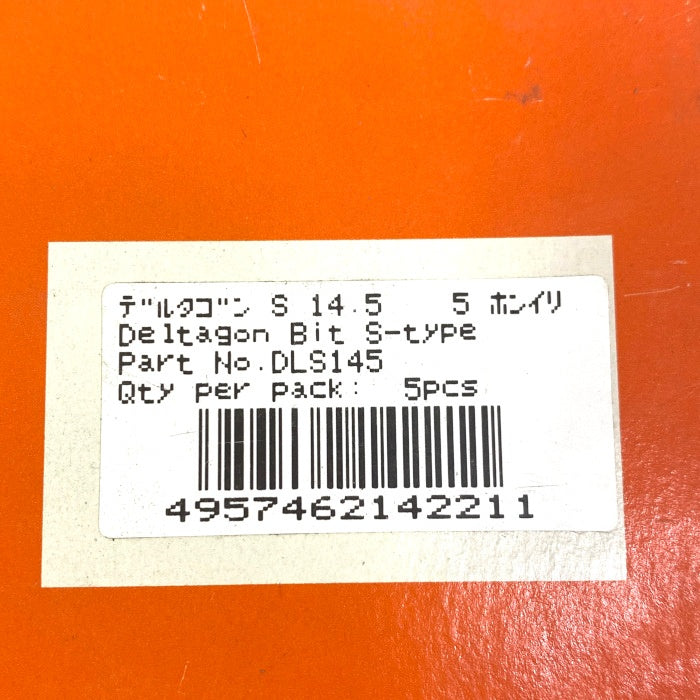 デルタゴン S 14.5 5 ホンイリ
Deltagon Bit S-type
Part No.DLS145
Qty per pack: 5pcs
4957462142211